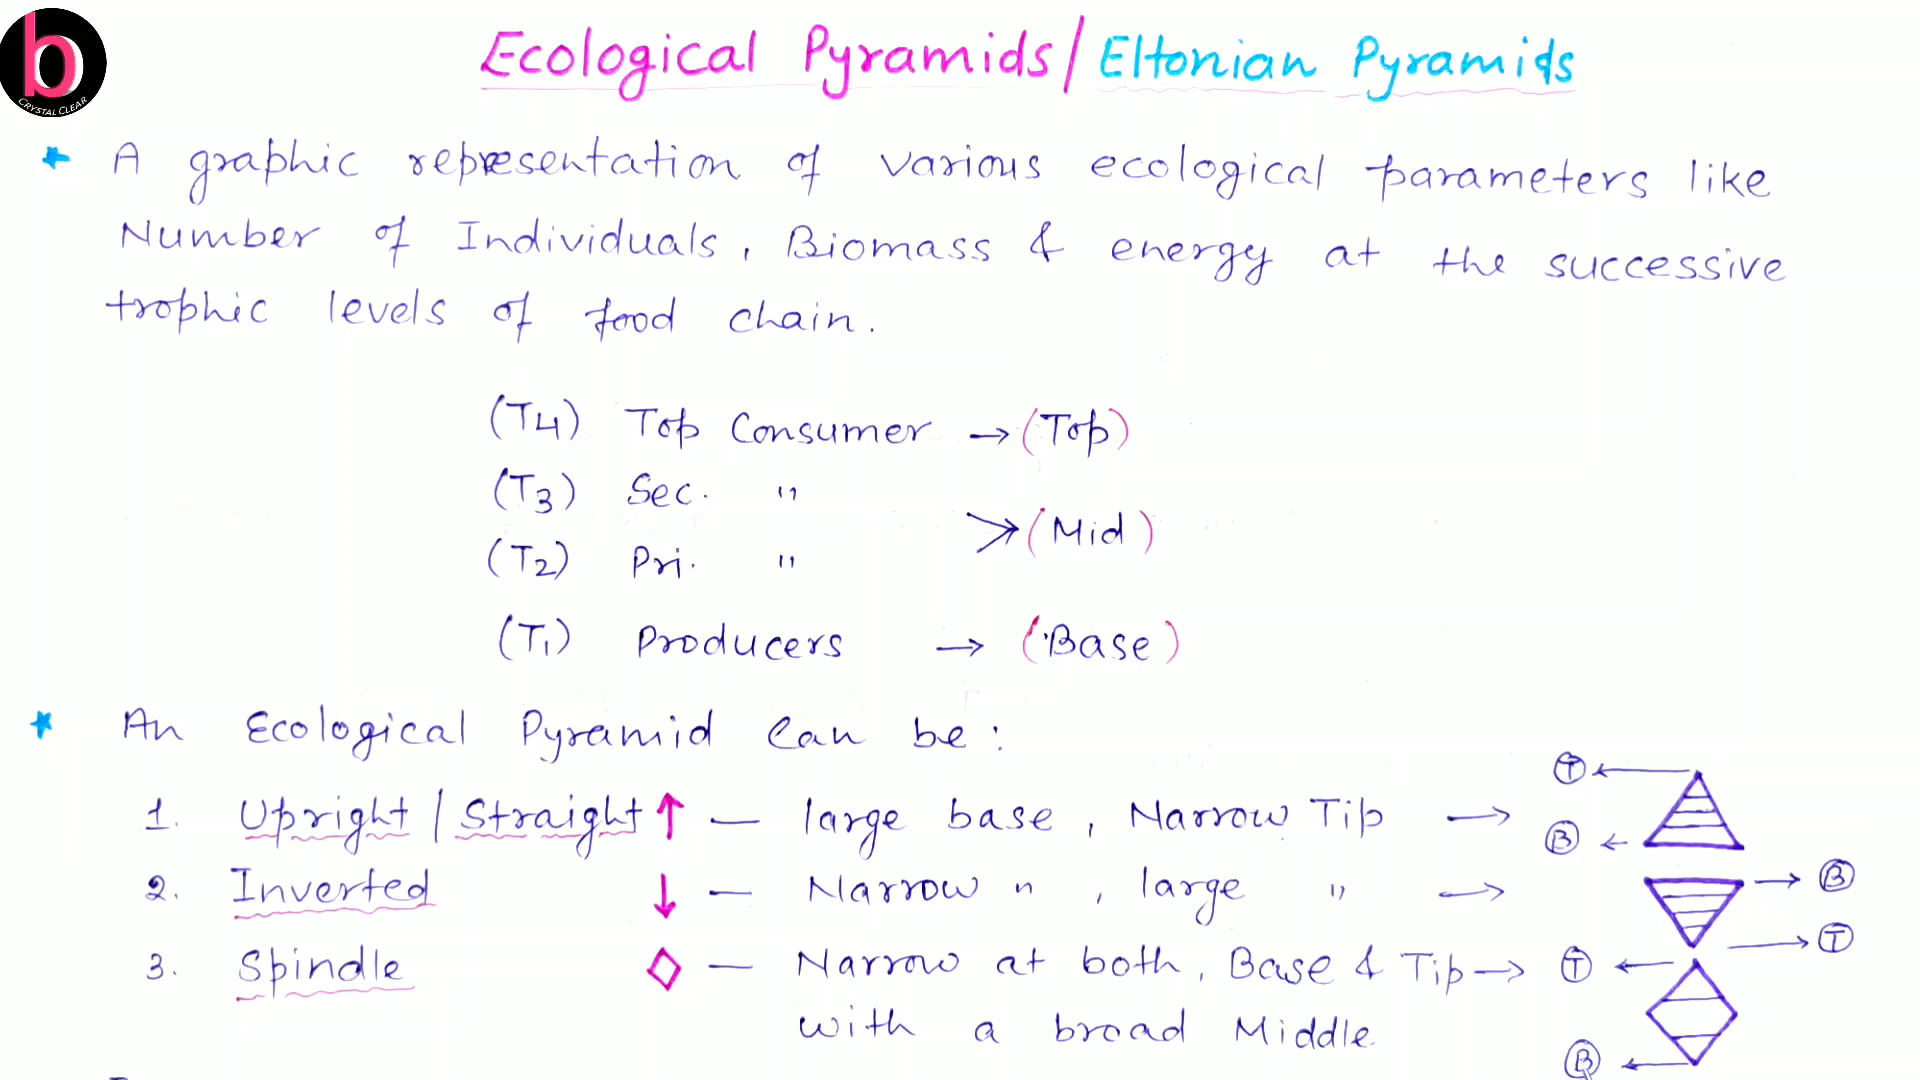 b
CRYSTAL CLEAR
Ecological Pyramids/Eltonian Pyramids
★ A graphic representation of various ecological parameters like
Number of Individuals, Biomass & energy at the successive
trophic levels of food chain.
(T4) Top Consumer → (Top)
(T3) Sec. "
> (Mid)
(T2) Pri. "
(T1) Producers → (Base)
★ An Ecological Pyramid Can be:
1. Upright / Straight ↑ — large base, Narrow Tip → T ← B ←
2. Inverted ↓ — Narrow ", large " → → B → T
3. Spindle ◇ — Narrow at both, Base & Tip → T ←
with a broad Middle.
B ←